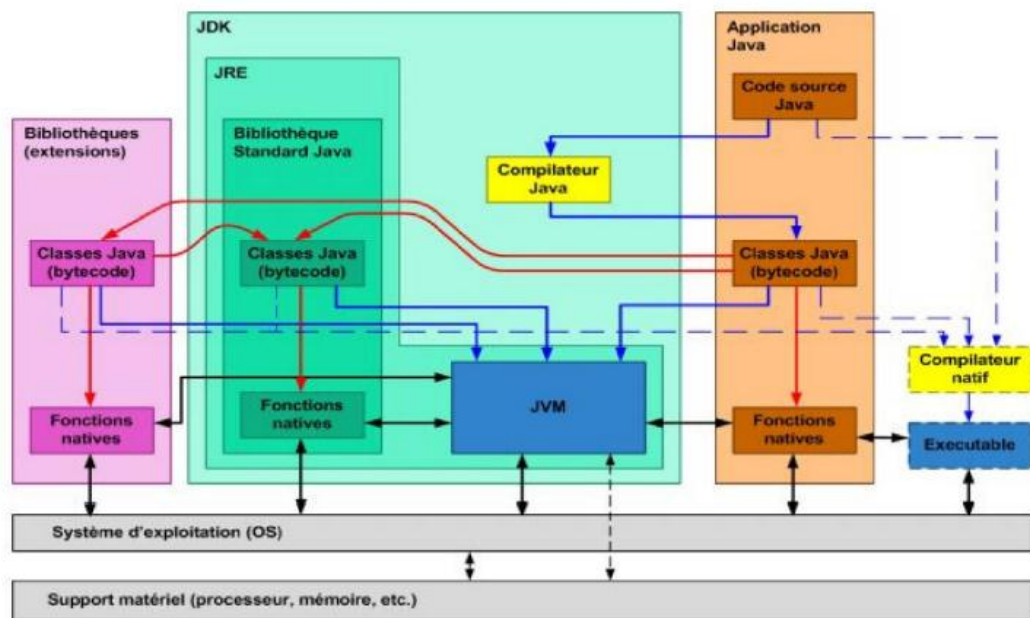 JDK
Application
Java
JRE
Code source
Java
Bibliothèques
(extensions)
Bibliothèque
Standard Java
Compilateur
Java
Classes Java
(bytecode)
Classes Java
(bytecode)
Classes Java
(bytecode)
Compilateur
natif
Fonctions
natives
Fonctions
natives
JVM
Fonctions
natives
Executable
Système d'exploitation (OS)
Support matériel (processeur, mémoire, etc.)